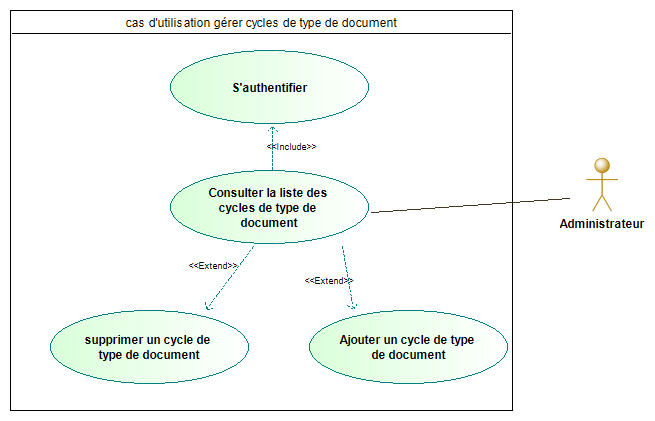 cas d'utilisation gérer cycles de type de document
S'authentifier
<<Include>>
Consulter la liste des
cycles de type de
document
Administrateur
<<Extend>>
<<Extend>>
supprimer un cycle de
type de document
Ajouter un cycle de type
de document